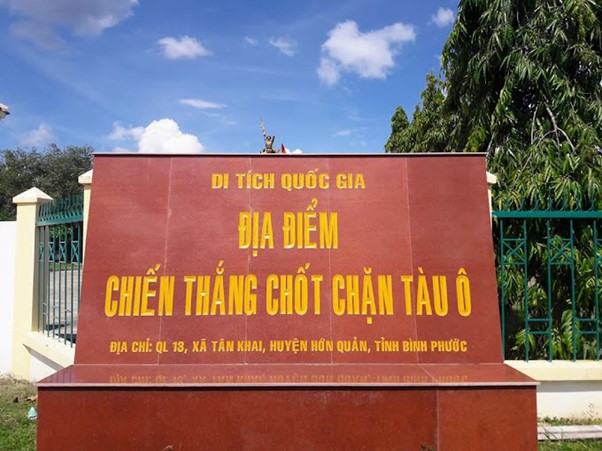 DI TÍCH QUỐC GIA
ĐỊA ĐIỂM
CHIẾN THẮNG CHỐT CHẶN TÀU Ô
ĐỊA CHỈ: QL 13, XÃ TÂN KHAI, HUYỆN HỚN QUẢN, TỈNH BÌNH PHƯỚC